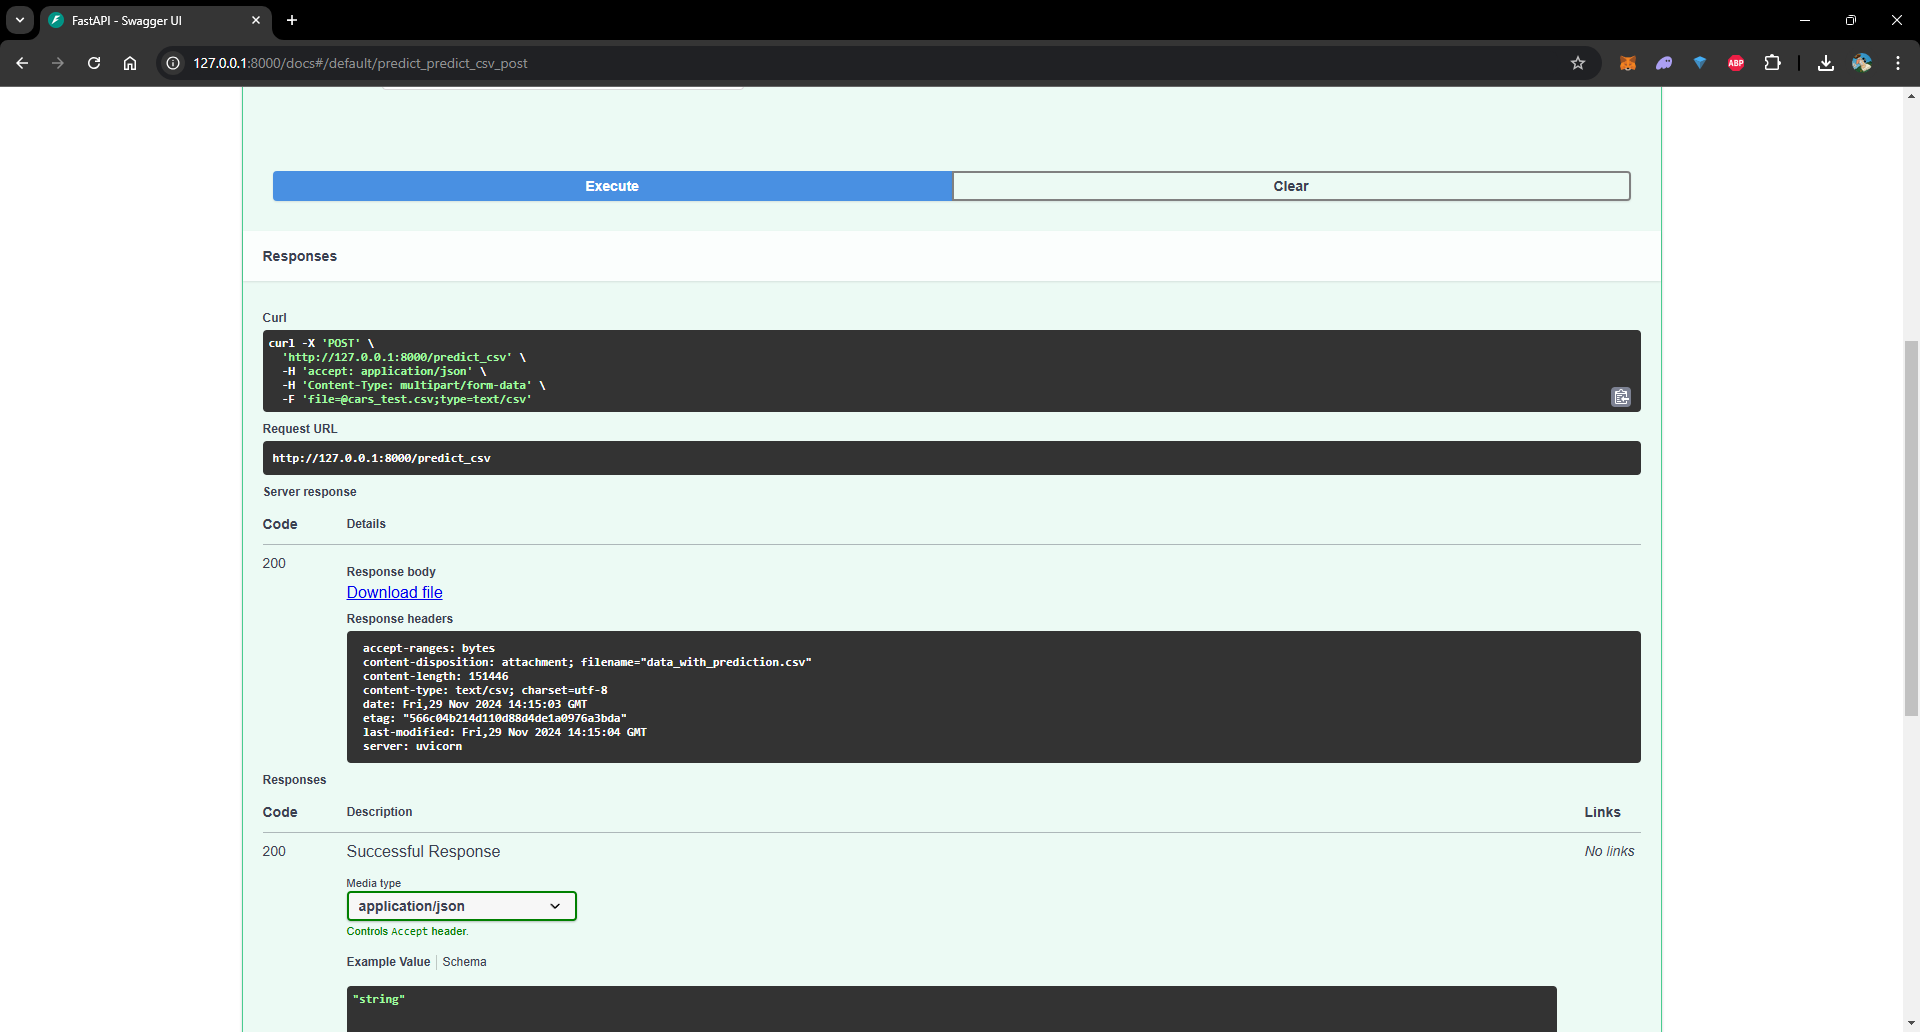 FastAPI - Swagger UI
127.0.0.1:8000/docs#/default/predict_predict_csv_post
ABP
Execute
Clear
Responses
Curl
curl -X 'POST' \
'http://127.0.0.1:8000/predict_csv' \
-H 'accept: application/json' \
-H 'Content-Type: multipart/form-data' \
-F 'file=@cars_test.csv;type=text/csv'
Request URL
http://127.0.0.1:8000/predict_csv
Server response
Code Details
200
Response body
Download file
Response headers
accept-ranges: bytes
content-disposition: attachment; filename="data_with_prediction.csv"
content-length: 151446
content-type: text/csv; charset=utf-8
date: Fri,29 Nov 2024 14:15:03 GMT
etag: "566c04b214d110d88d4de1a0976a3bda"
last-modified: Fri,29 Nov 2024 14:15:04 GMT
server: uvicorn
Responses
Code Description Links
200 Successful Response No links
Media type
application/json
Controls Accept header.
Example Value Schema
"string"